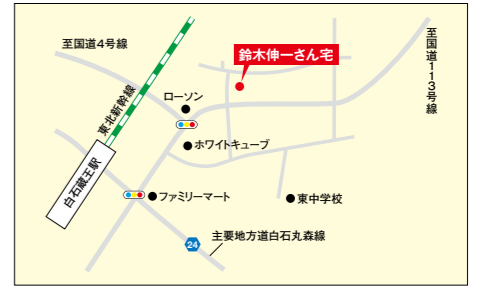 至国道4号線
鈴木伸一さん宅
至国道113号線
東北新幹線
ローソン
ホワイトキューブ
白石蔵王駅
ファミリーマート
東中学校
24
主要地方道白石丸森線